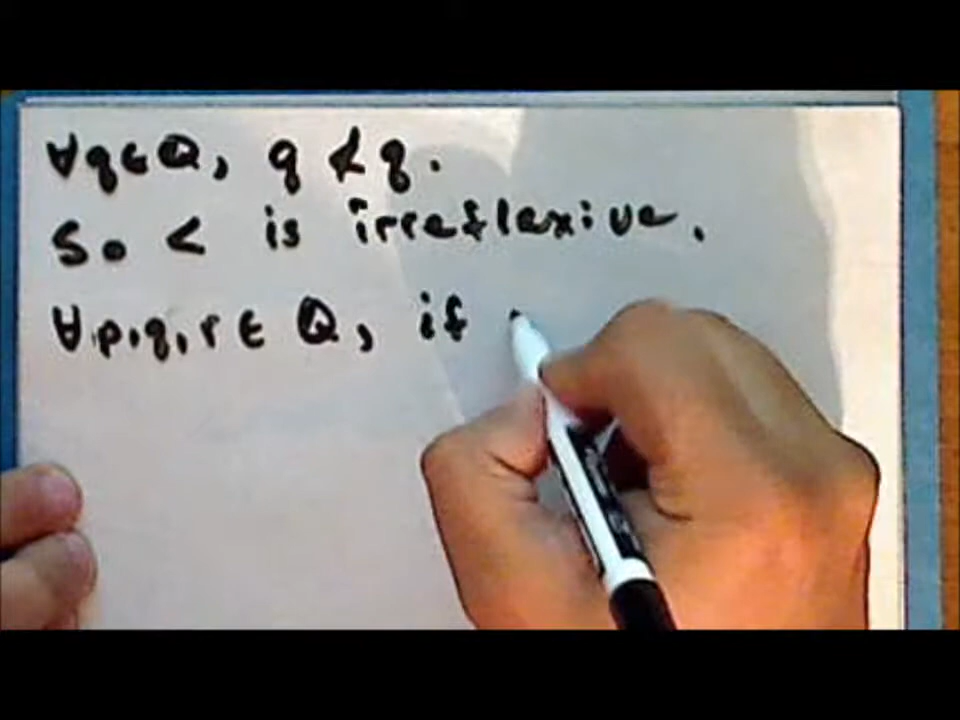 ∀q∈Q, q ≮ q.
So < is irreflexive.
∀p,q,r ∈ Q, if